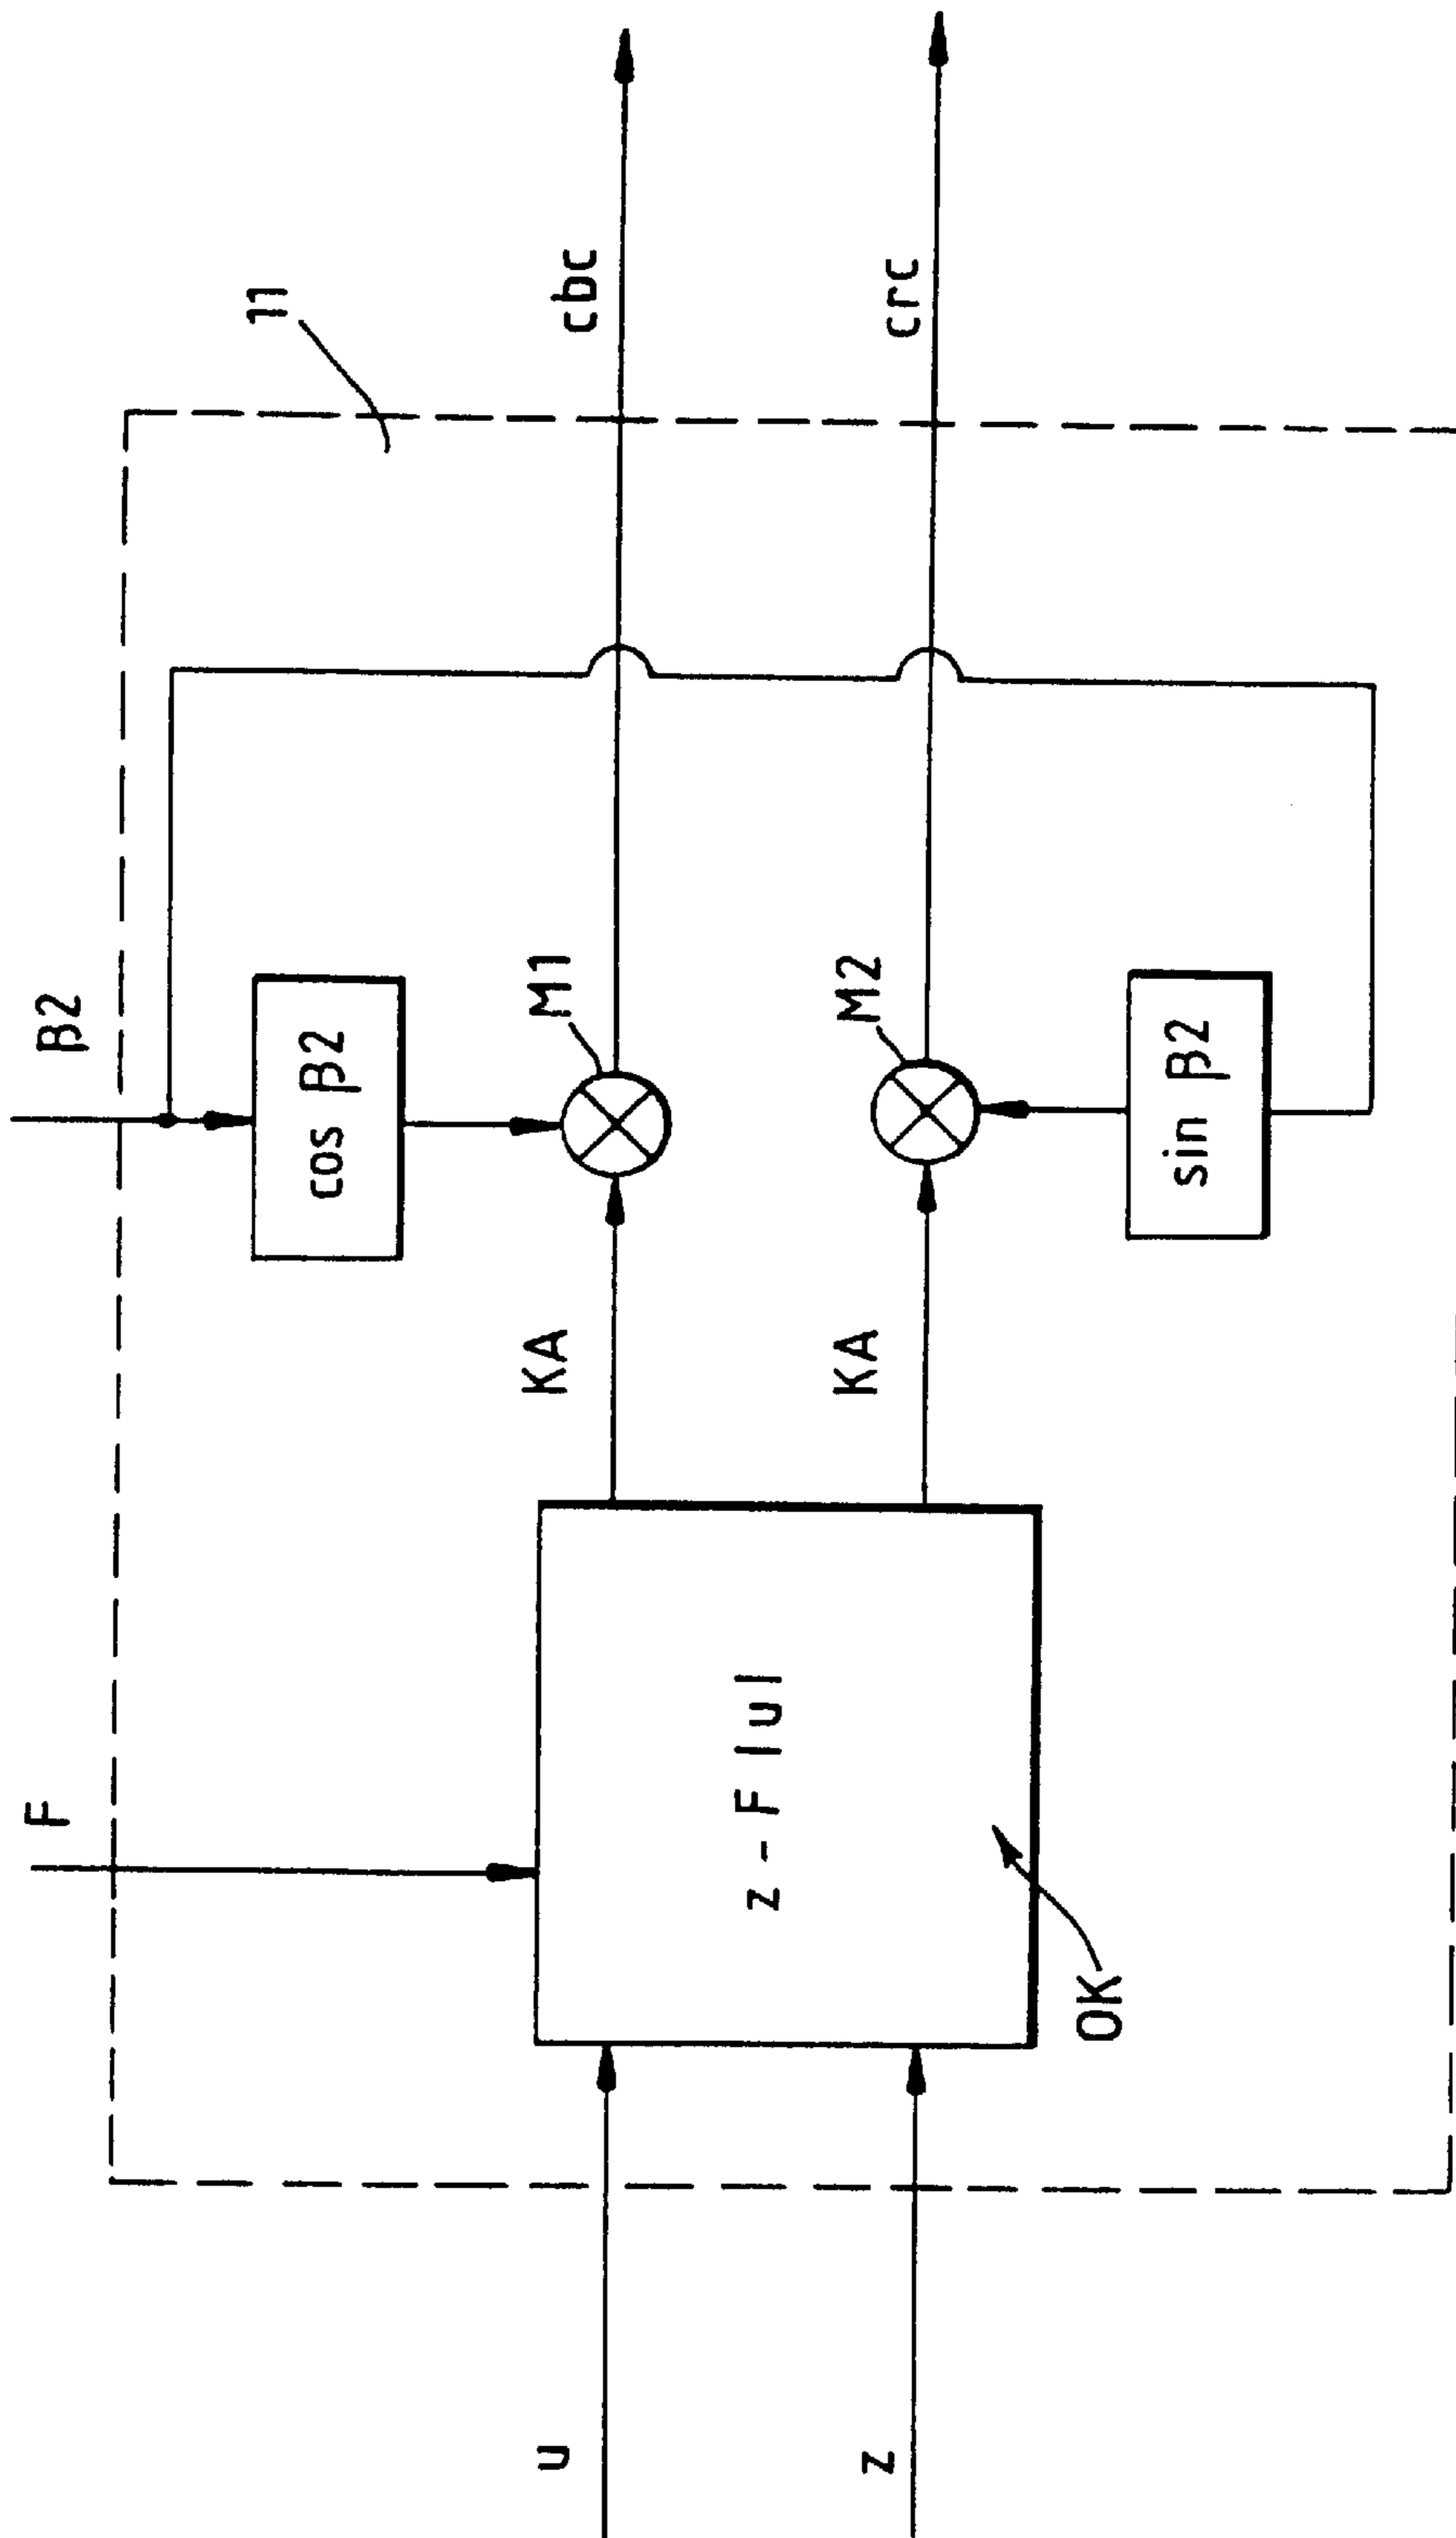 β2
F
11
cos β2
M1
cbc
KA
u
z - F |u|
KA
M2
crc
z
OK
sin β2